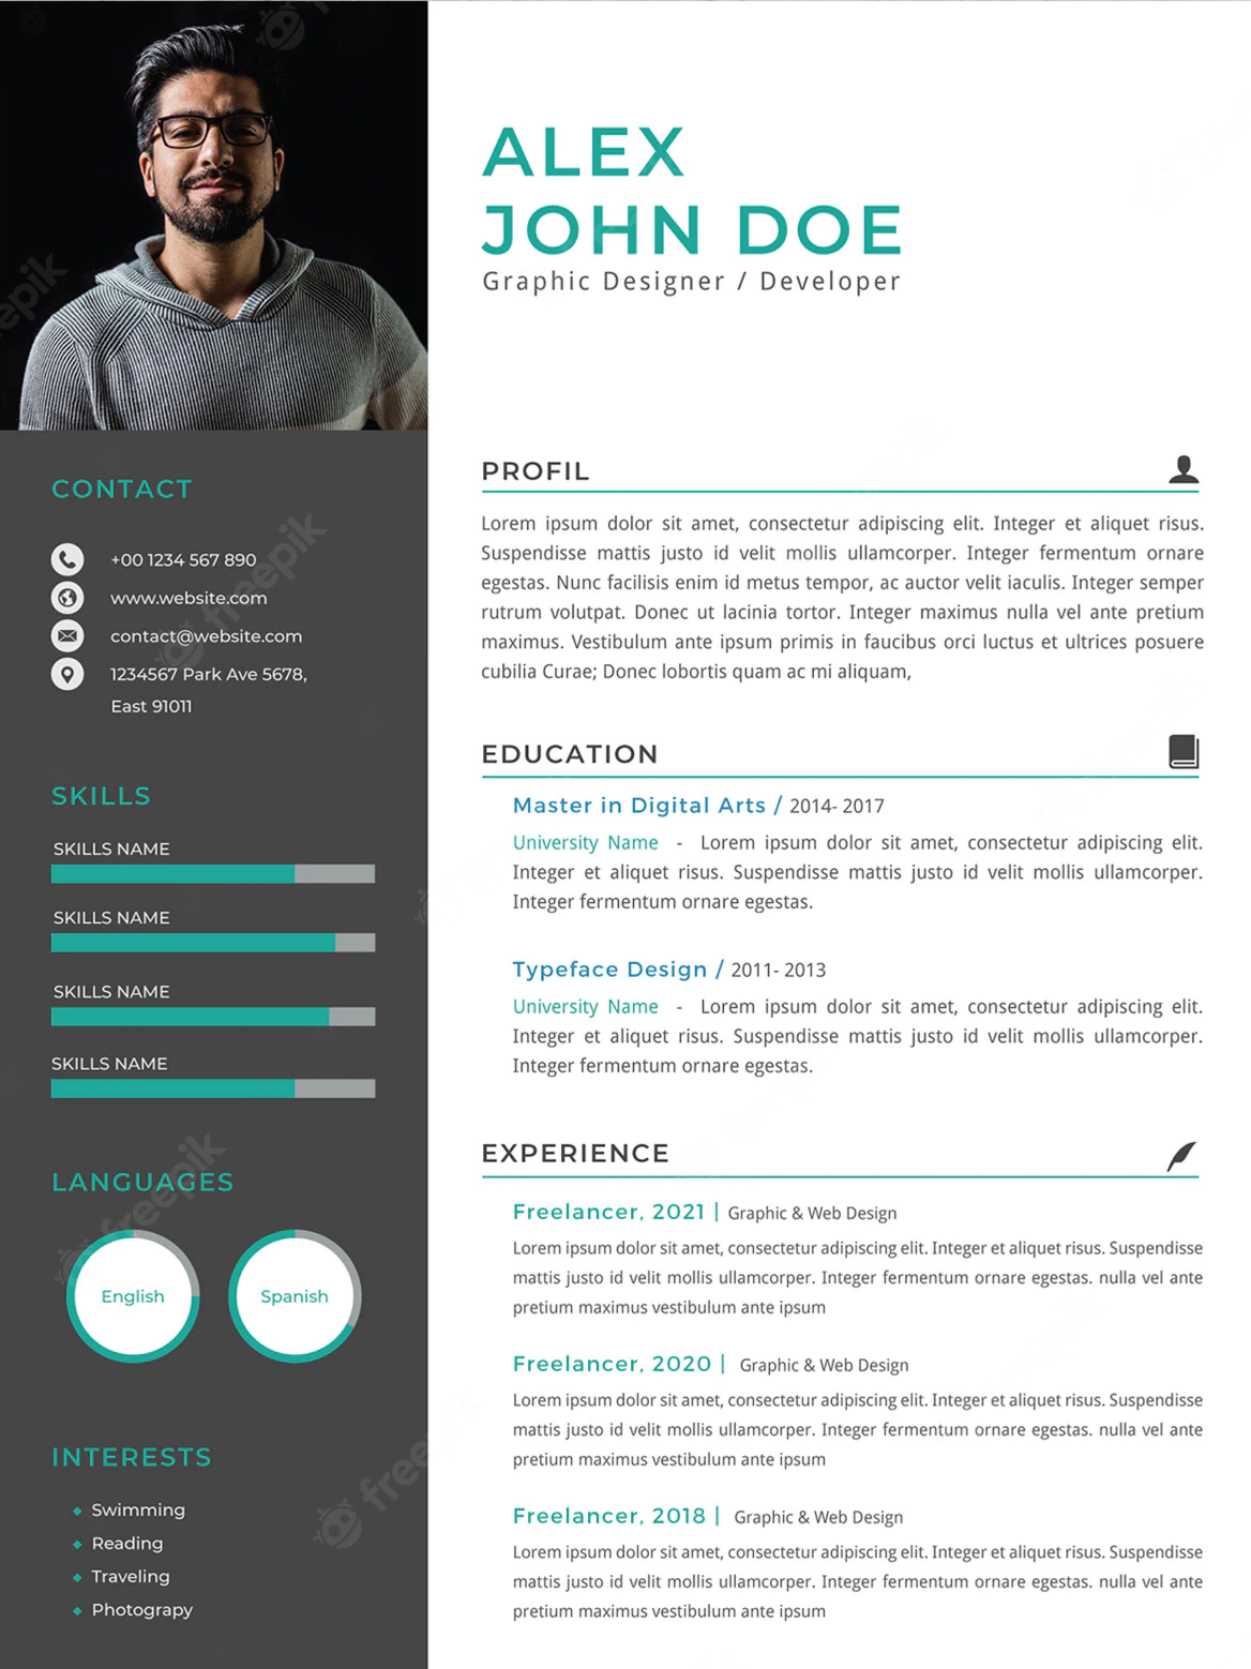 ALEX
JOHN DOE
Graphic Designer / Developer
CONTACT
+00 1234 567 890
www.website.com
contact@website.com
1234567 Park Ave 5678,
East 91011
SKILLS
SKILLS NAME
SKILLS NAME
SKILLS NAME
SKILLS NAME
LANGUAGES
English
Spanish
INTERESTS
Swimming
Reading
Traveling
Photograpy
PROFIL
Lorem ipsum dolor sit amet, consectetur adipiscing elit. Integer et aliquet risus.
Suspendisse mattis justo id velit mollis ullamcorper. Integer fermentum ornare
egestas. Nunc facilisis enim id metus tempor, ac auctor velit iaculis. Integer semper
rutrum volutpat. Donec ut lacinia tortor. Integer maximus nulla vel ante pretium
maximus. Vestibulum ante ipsum primis in faucibus orci luctus et ultrices posuere
cubilia Curae; Donec lobortis quam ac mi aliquam,
EDUCATION
Master in Digital Arts / 2014- 2017
University Name - Lorem ipsum dolor sit amet, consectetur adipiscing elit.
Integer et aliquet risus. Suspendisse mattis justo id velit mollis ullamcorper.
Integer fermentum ornare egestas.
Typeface Design / 2011- 2013
University Name - Lorem ipsum dolor sit amet, consectetur adipiscing elit.
Integer et aliquet risus. Suspendisse mattis justo id velit mollis ullamcorper.
Integer fermentum ornare egestas.
EXPERIENCE
Freelancer, 2021 | Graphic & Web Design
Lorem ipsum dolor sit amet, consectetur adipiscing elit. Integer et aliquet risus. Suspendisse
mattis justo id velit mollis ullamcorper. Integer fermentum ornare egestas. nulla vel ante
pretium maximus vestibulum ante ipsum
Freelancer, 2020 | Graphic & Web Design
Lorem ipsum dolor sit amet, consectetur adipiscing elit. Integer et aliquet risus. Suspendisse
mattis justo id velit mollis ullamcorper. Integer fermentum ornare egestas. nulla vel ante
pretium maximus vestibulum ante ipsum
Freelancer, 2018 | Graphic & Web Design
Lorem ipsum dolor sit amet, consectetur adipiscing elit. Integer et aliquet risus. Suspendisse
mattis justo id velit mollis ullamcorper. Integer fermentum ornare egestas. nulla vel ante
pretium maximus vestibulum ante ipsum
freepik
freepik